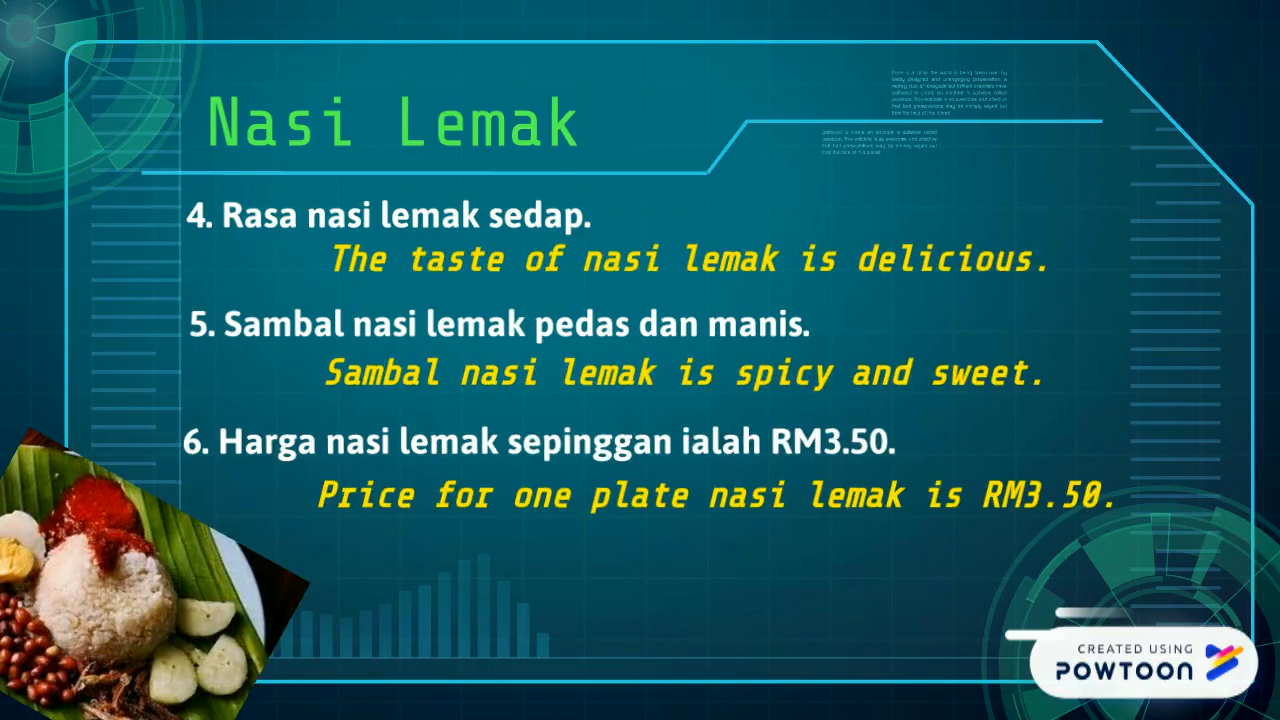 Nasi Lemak
4. Rasa nasi lemak sedap.
The taste of nasi lemak is delicious.
5. Sambal nasi lemak pedas dan manis.
Sambal nasi lemak is spicy and sweet.
6. Harga nasi lemak sepinggan ialah RM3.50.
Price for one plate nasi lemak is RM3.50.
CREATED USING
POWTOON